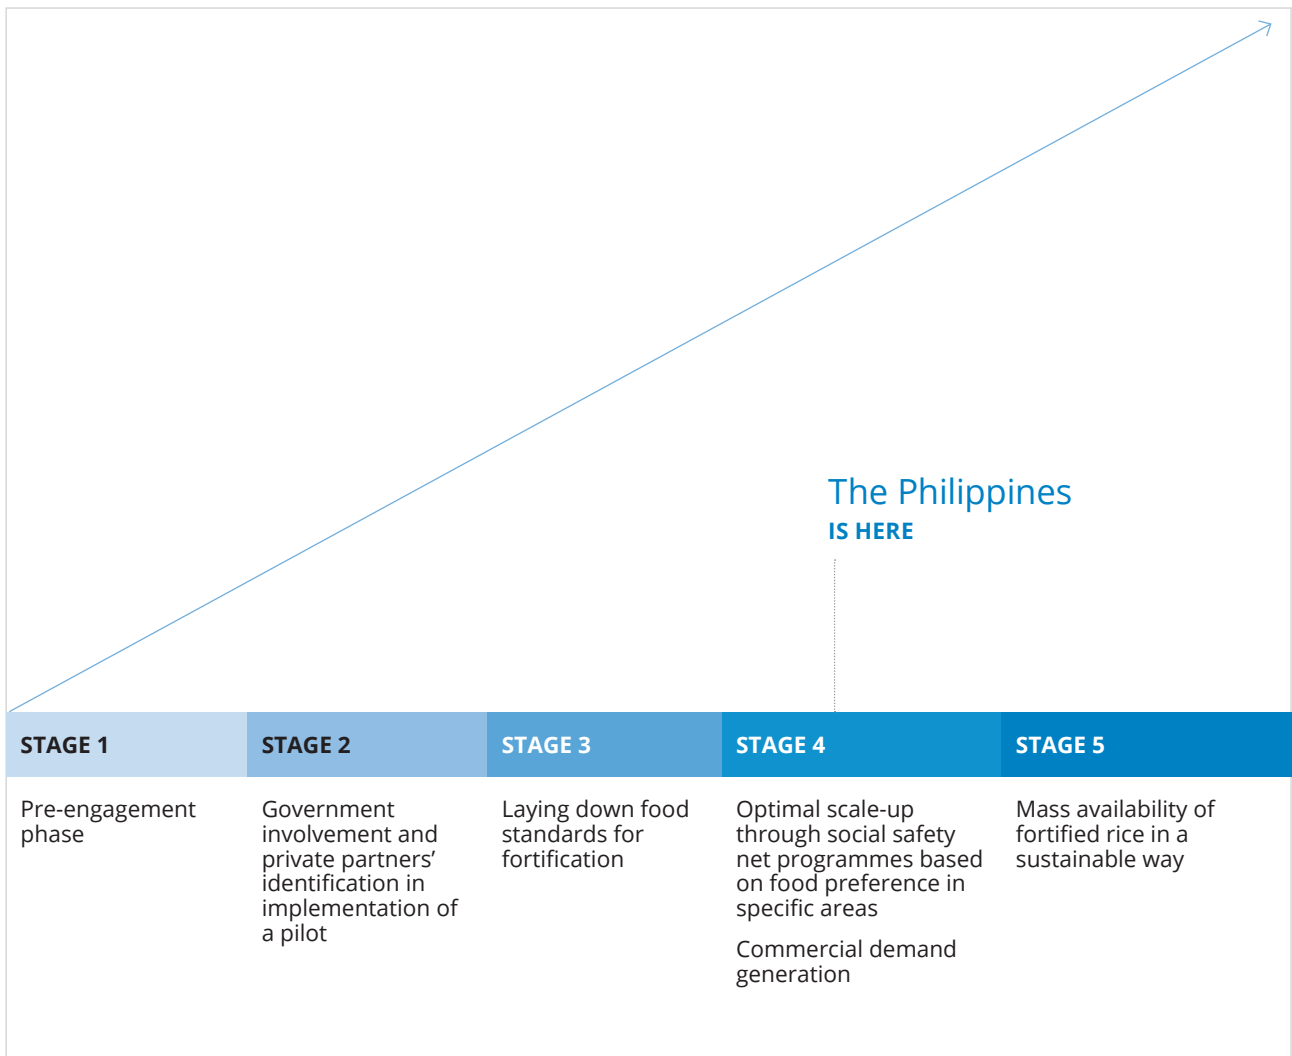 The Philippines
IS HERE
STAGE 1
STAGE 2
STAGE 3
STAGE 4
STAGE 5
Pre-engagement
phase
Government
involvement and
private partners’
identification in
implementation of
a pilot
Laying down food
standards for
fortification
Optimal scale-up
through social safety
net programmes based
on food preference in
specific areas
Commercial demand
generation
Mass availability of
fortified rice in a
sustainable way